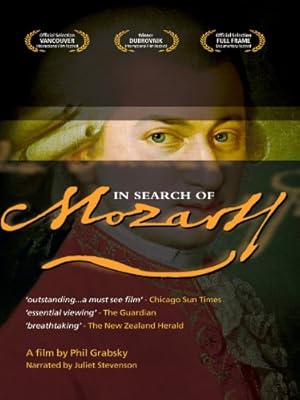 Official Selection
VANCOUVER
International Film Festival
Winner
DUBROVNIK
International Film Festival
Official Selection
FULL FRAME
Documentary Festival
IN SEARCH OF
Mozart
'outstanding...a must see film' - Chicago Sun Times
'essential viewing' - The Guardian
'breathtaking' - The New Zealand Herald
A film by Phil Grabsky
Narrated by Juliet Stevenson